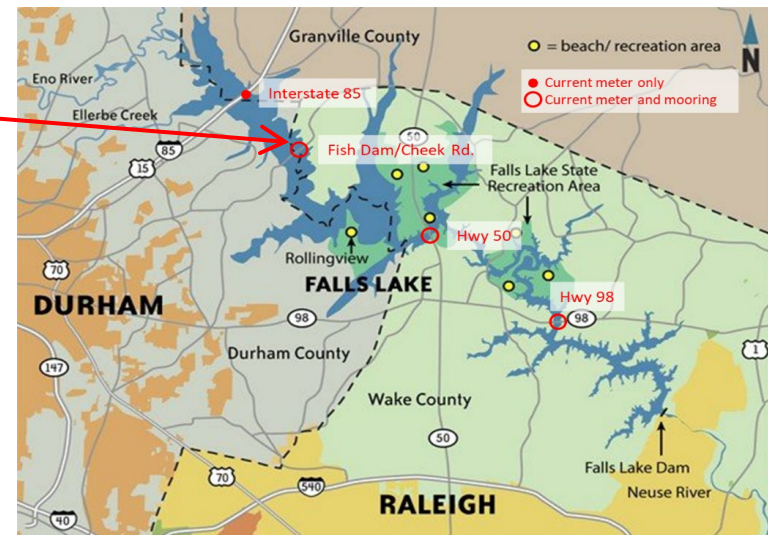 Granville County
= beach/ recreation area
N
Eno River
Current meter only
Interstate 85
Current meter and mooring
Ellerbe Creek
85
50
Fish Dam/Cheek Rd.
15
Falls Lake State
Recreation Area
Hwy 50
Rollingview
70
FALLS LAKE
Hwy 98
DURHAM
98
98
Durham County
1
147
Wake County
50
Falls Lake Dam
70
540
Neuse River
RALEIGH
40